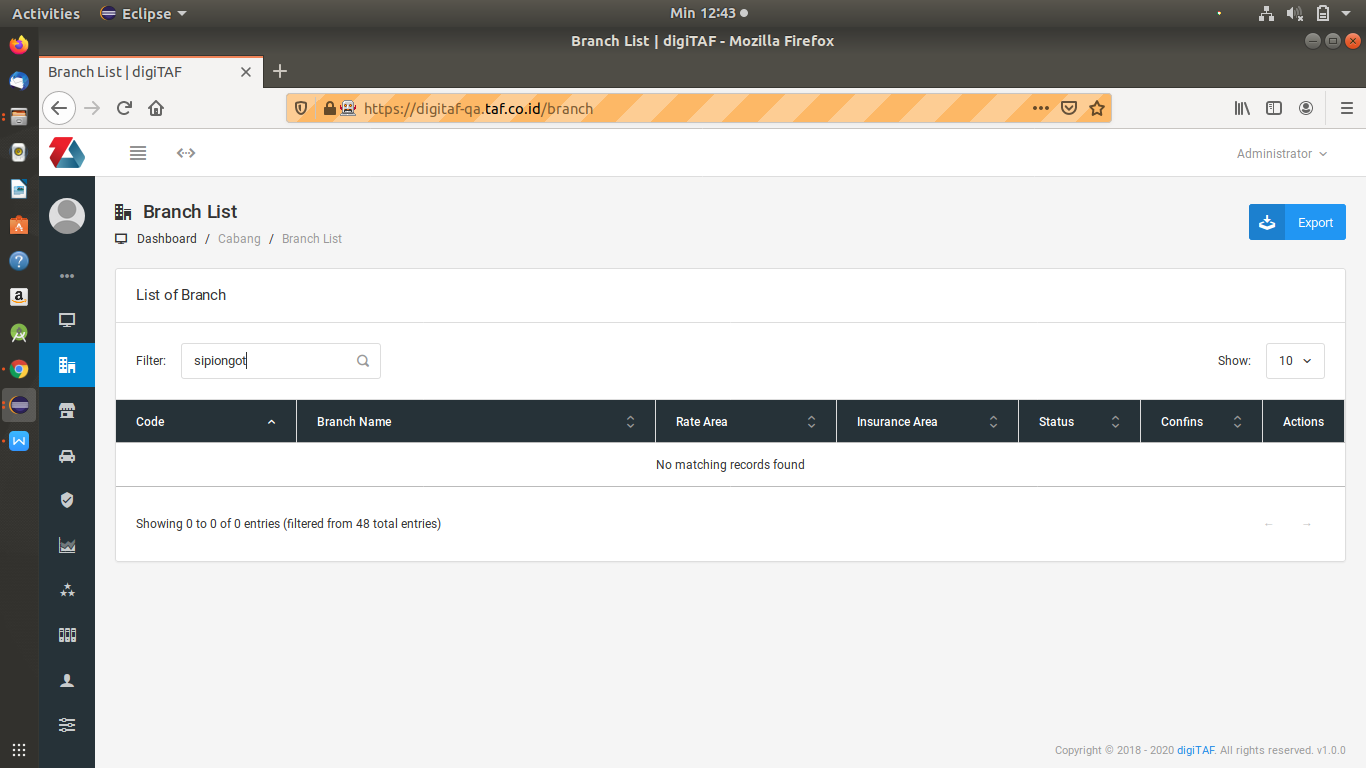 Activities Eclipse Min 12:43
Branch List | digiTAF - Mozilla Firefox
Branch List | digiTAF
https://digitaf-qa.taf.co.id/branch
Administrator
Branch List
Dashboard / Cabang / Branch List
Export
List of Branch
Filter: sipiongot Show: 10
Code Branch Name Rate Area Insurance Area Status Confins Actions
No matching records found
Showing 0 to 0 of 0 entries (filtered from 48 total entries)
Copyright © 2018 - 2020 digiTAF. All rights reserved. v1.0.0